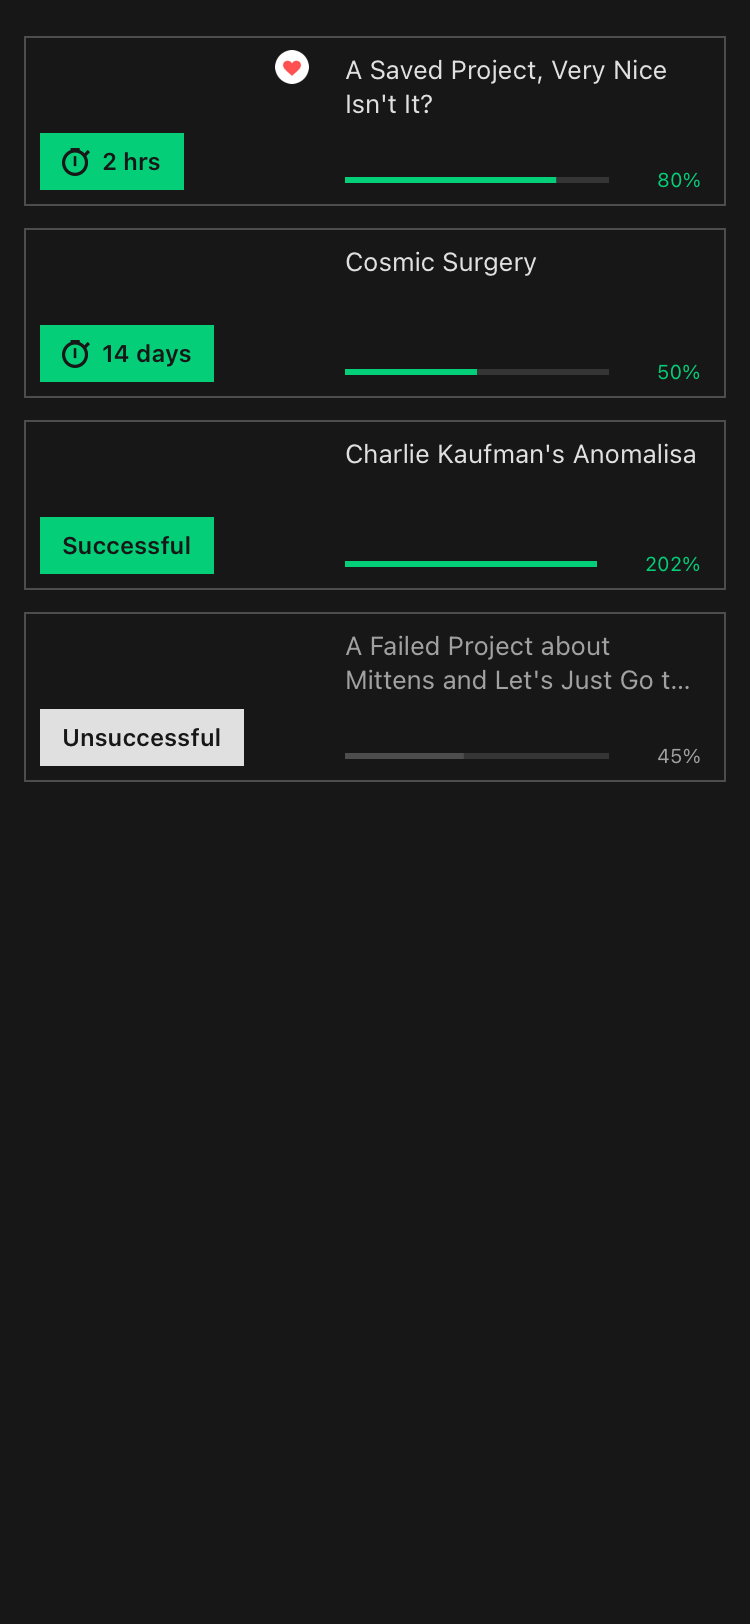 A Saved Project, Very Nice
Isn't It?
2 hrs
80%
Cosmic Surgery
14 days
50%
Charlie Kaufman's Anomalisa
Successful
202%
A Failed Project about
Mittens and Let's Just Go t...
Unsuccessful
45%